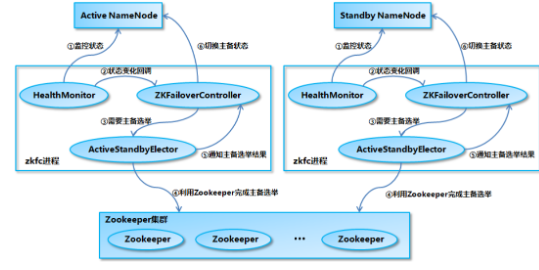 Active NameNode
Standby NameNode
①监控状态
⑥切换主备状态
①监控状态
⑥切换主备状态
②状态变化回调
②状态变化回调
HealthMonitor
ZKFailoverController
HealthMonitor
ZKFailoverController
③需要主备选举
③需要主备选举
ActiveStandbyElector
ActiveStandbyElector
⑤通知主备选举结果
⑤通知主备选举结果
zkfc进程
zkfc进程
④利用Zookeeper完成主备选举
④利用Zookeeper完成主备选举
Zookeeper集群
Zookeeper
Zookeeper
...
Zookeeper